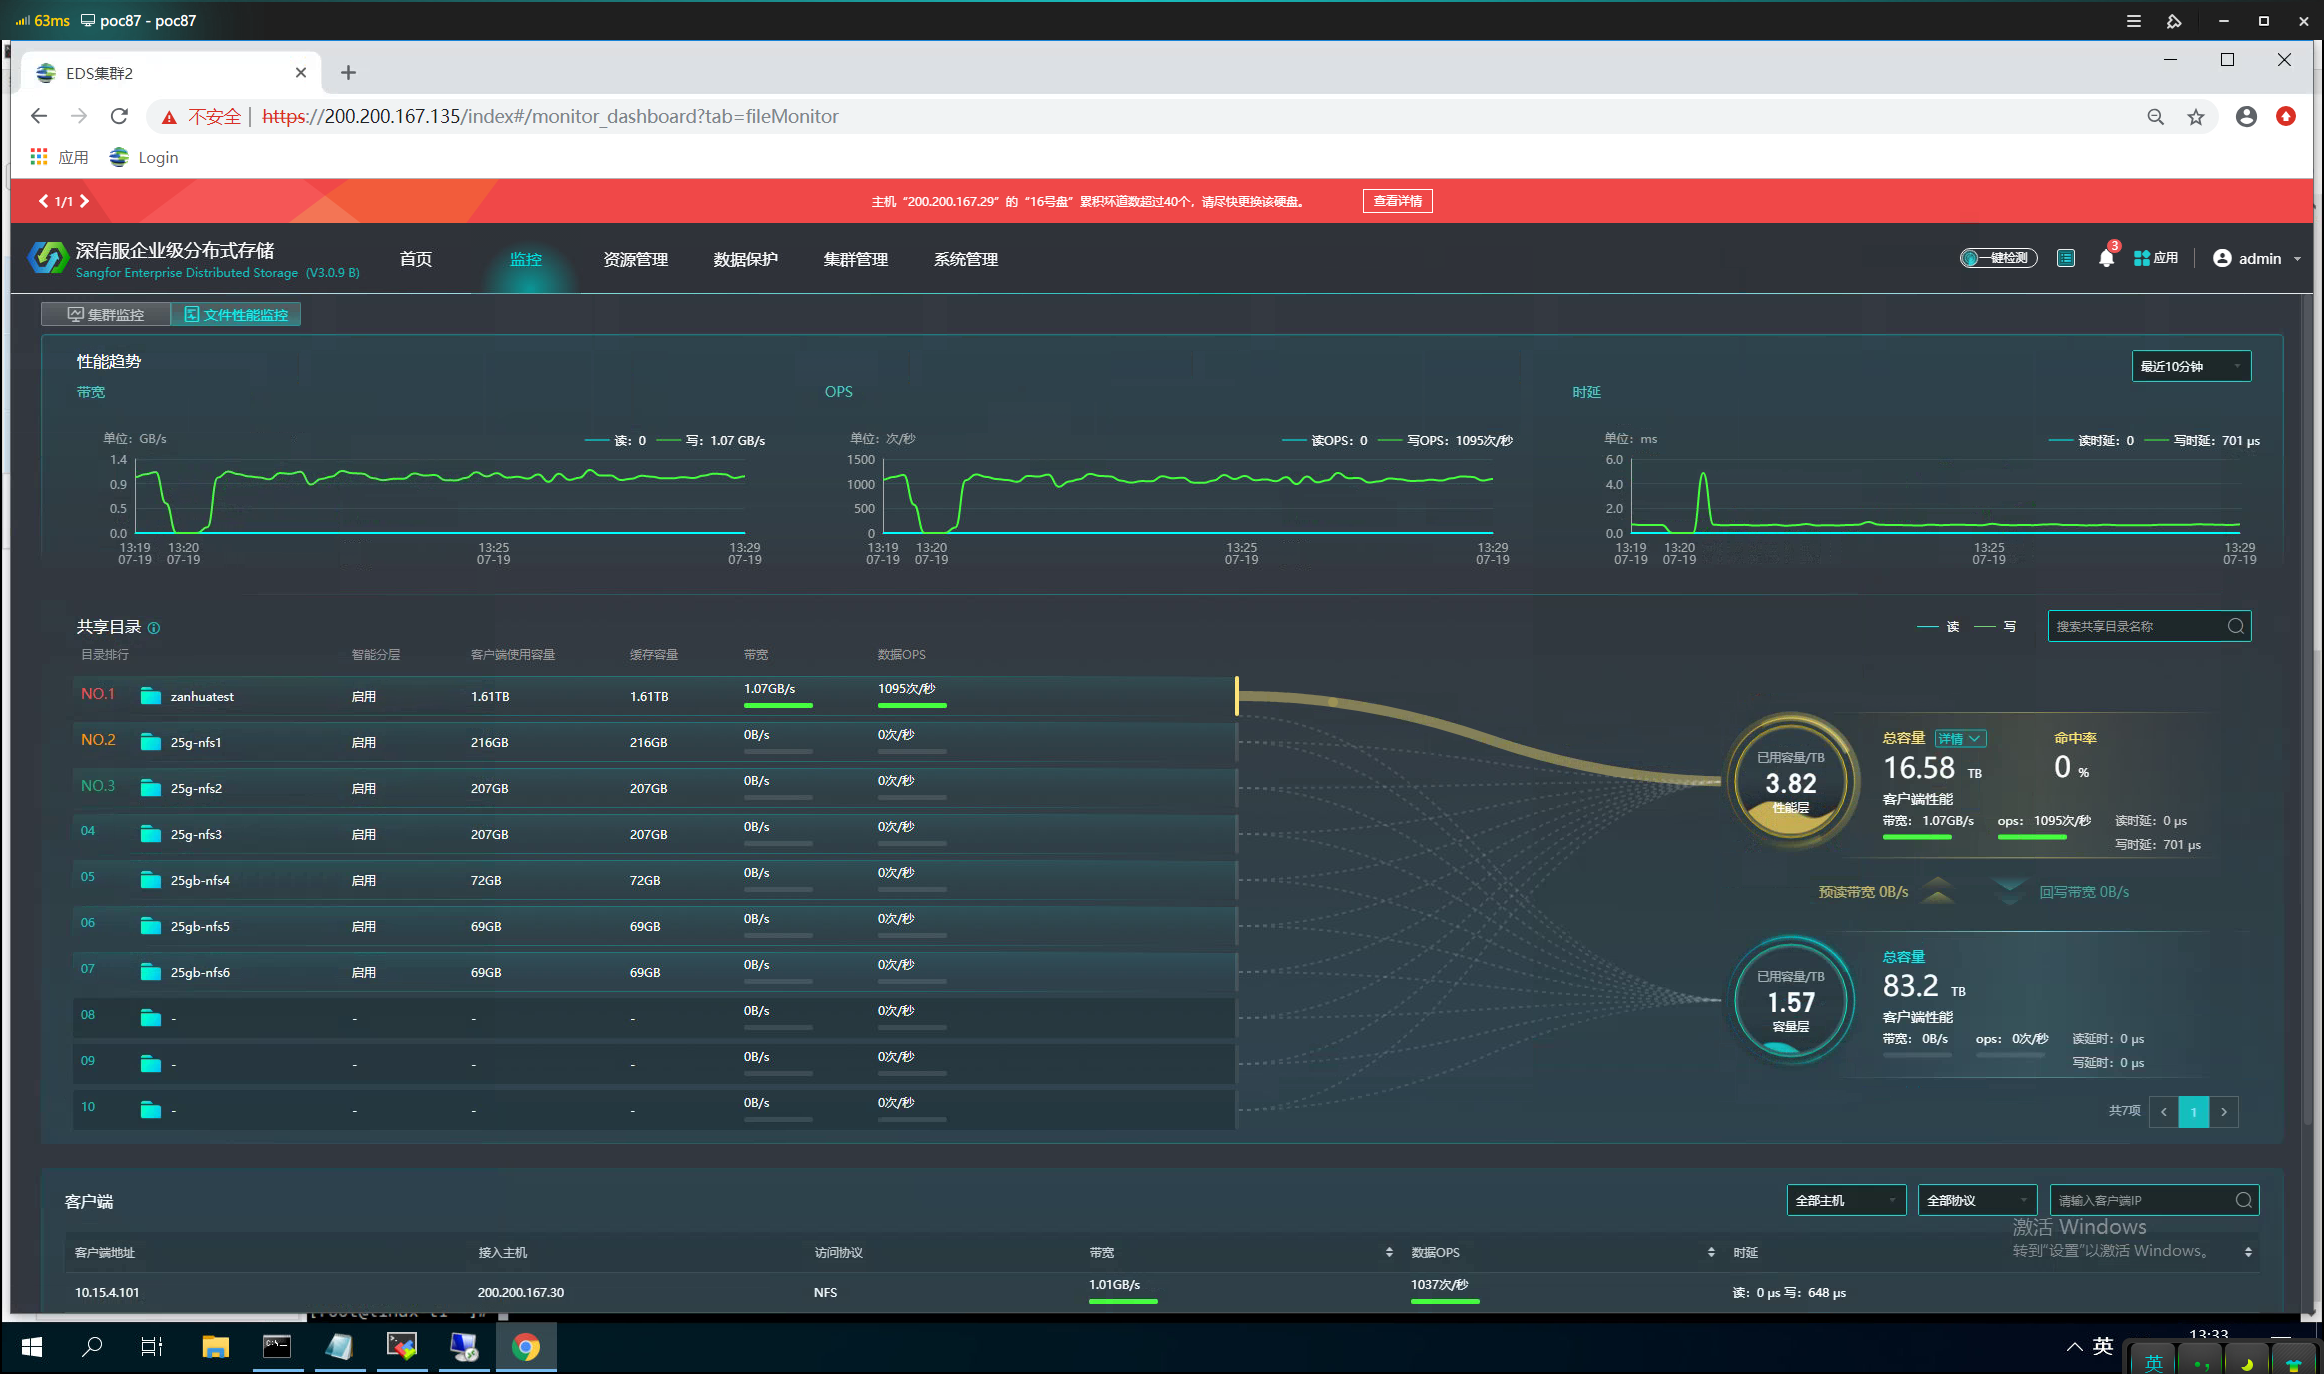 63ms poc87 - poc87
EDS集群2
不安全 | https://200.200.167.135/index#/monitor_dashboard?tab=fileMonitor
应用 Login
1/1 主机“200.200.167.29”的“16号盘”累积坏道数超过40个，请尽快更换该硬盘。 查看详情
深信服企业级分布式存储
Sangfor Enterprise Distributed Storage (V3.0.9 B)
首页 监控 资源管理 数据保护 集群管理 系统管理
一键检测 3 应用 admin
集群监控 文件性能监控
性能趋势 最近10分钟
带宽 OPS 时延
单位：GB/s 读：0 写：1.07 GB/s
1.4
0.9
0.5
0.0
13:19 13:20 13:25 13:29
07-19 07-19 07-19 07-19
单位：次/秒 读OPS：0 写OPS：1095次/秒
1500
1000
500
0
13:19 13:20 13:25 13:29
07-19 07-19 07-19 07-19
单位：ms 读时延：0 写时延：701 μs
6.0
4.0
2.0
0.0
13:19 13:20 13:25 13:29
07-19 07-19 07-19 07-19
共享目录 读 写 搜索共享目录名称
目录排行 智能分层 客户端使用容量 缓存容量 带宽 数据OPS
NO.1 zanhuatest 启用 1.61TB 1.61TB 1.07GB/s 1095次/秒
NO.2 25g-nfs1 启用 216GB 216GB 0B/s 0次/秒
NO.3 25g-nfs2 启用 207GB 207GB 0B/s 0次/秒
04 25g-nfs3 启用 207GB 207GB 0B/s 0次/秒
05 25gb-nfs4 启用 72GB 72GB 0B/s 0次/秒
06 25gb-nfs5 启用 69GB 69GB 0B/s 0次/秒
07 25gb-nfs6 启用 69GB 69GB 0B/s 0次/秒
08 - - - - 0B/s 0次/秒
09 - - - - 0B/s 0次/秒
10 - - - - 0B/s 0次/秒
已用容量/TB
3.82
性能层
总容量 详情 命中率
16.58 TB 0 %
客户端性能
带宽：1.07GB/s ops：1095次/秒 读时延：0 μs
写时延：701 μs
预读带宽 0B/s 回写带宽 0B/s
已用容量/TB
1.57
容量层
总容量
83.2 TB
客户端性能
带宽：0B/s ops：0次/秒 读延时：0 μs
写延时：0 μs
共7项 1
客户端 全部主机 全部协议 请输入客户端IP
激活 Windows
转到“设置”以激活 Windows。
客户端地址 接入主机 访问协议 带宽 数据OPS 时延
10.15.4.101 200.200.167.30 NFS 1.01GB/s 1037次/秒 读：0 μs 写：648 μs
英 13:33
英